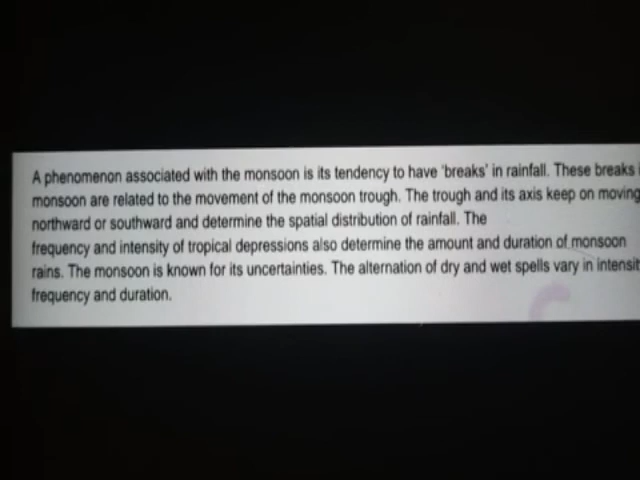 A phenomenon associated with the monsoon is its tendency to have 'breaks' in rainfall. These breaks
monsoon are related to the movement of the monsoon trough. The trough and its axis keep on moving
northward or southward and determine the spatial distribution of rainfall. The
frequency and intensity of tropical depressions also determine the amount and duration of monsoon
rains. The monsoon is known for its uncertainties. The alternation of dry and wet spells vary in intensit
frequency and duration.